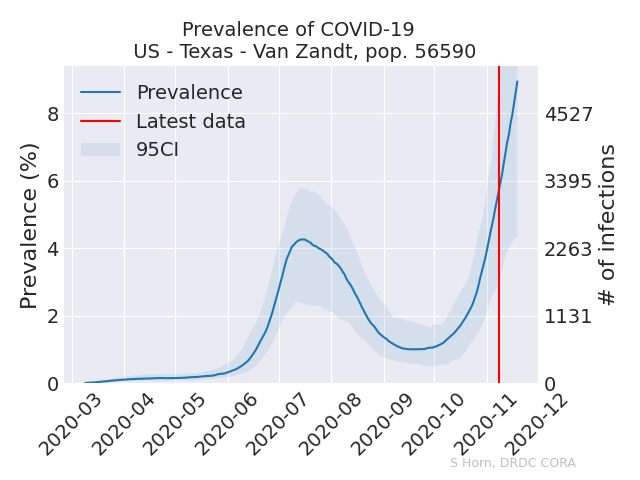 Prevalence of COVID-19
US - Texas - Van Zandt, pop. 56590
Prevalence
Latest data
95CI
Prevalence (%)
8
6
4
2
0
4527
3395
2263
1131
0
# of infections
2020-03
2020-04
2020-05
2020-06
2020-07
2020-08
2020-09
2020-10
2020-11
2020-12
S Horn, DRDC CORA